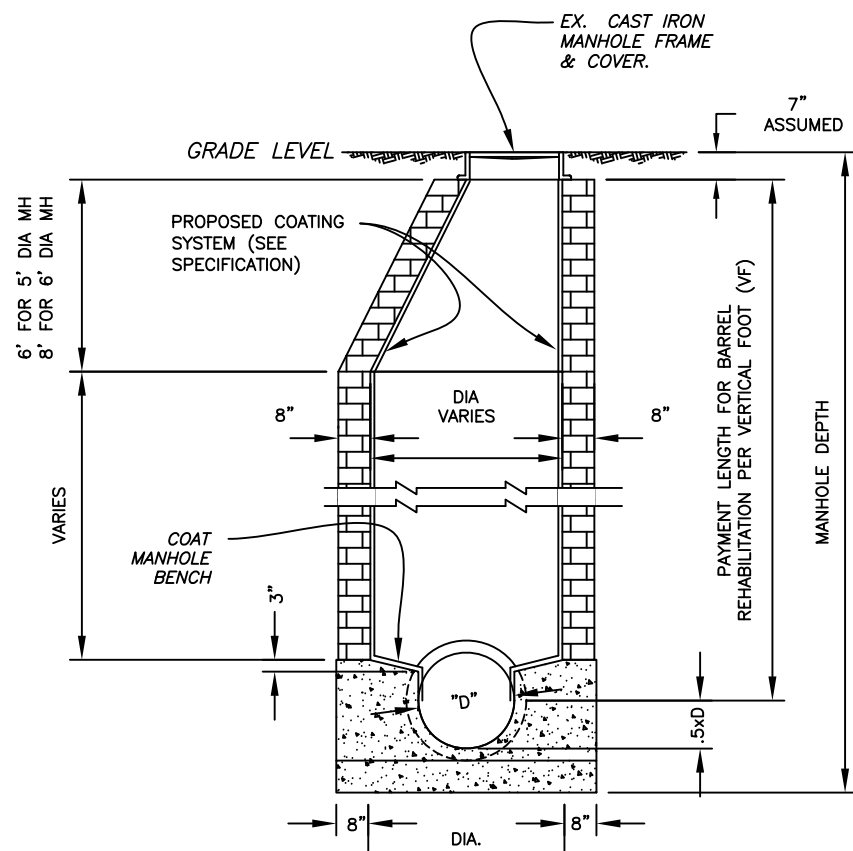 EX. CAST IRON
MANHOLE FRAME
& COVER.
7"
ASSUMED
GRADE LEVEL
PROPOSED COATING
SYSTEM (SEE
SPECIFICATION)
6' FOR 5' DIA MH
8' FOR 6' DIA MH
DIA
VARIES
8"
8"
PAYMENT LENGTH FOR BARREL
REHABILITATION PER VERTICAL FOOT (VF)
MANHOLE DEPTH
VARIES
COAT
MANHOLE
BENCH
3"
"D"
.5xD
8"
DIA.
8"